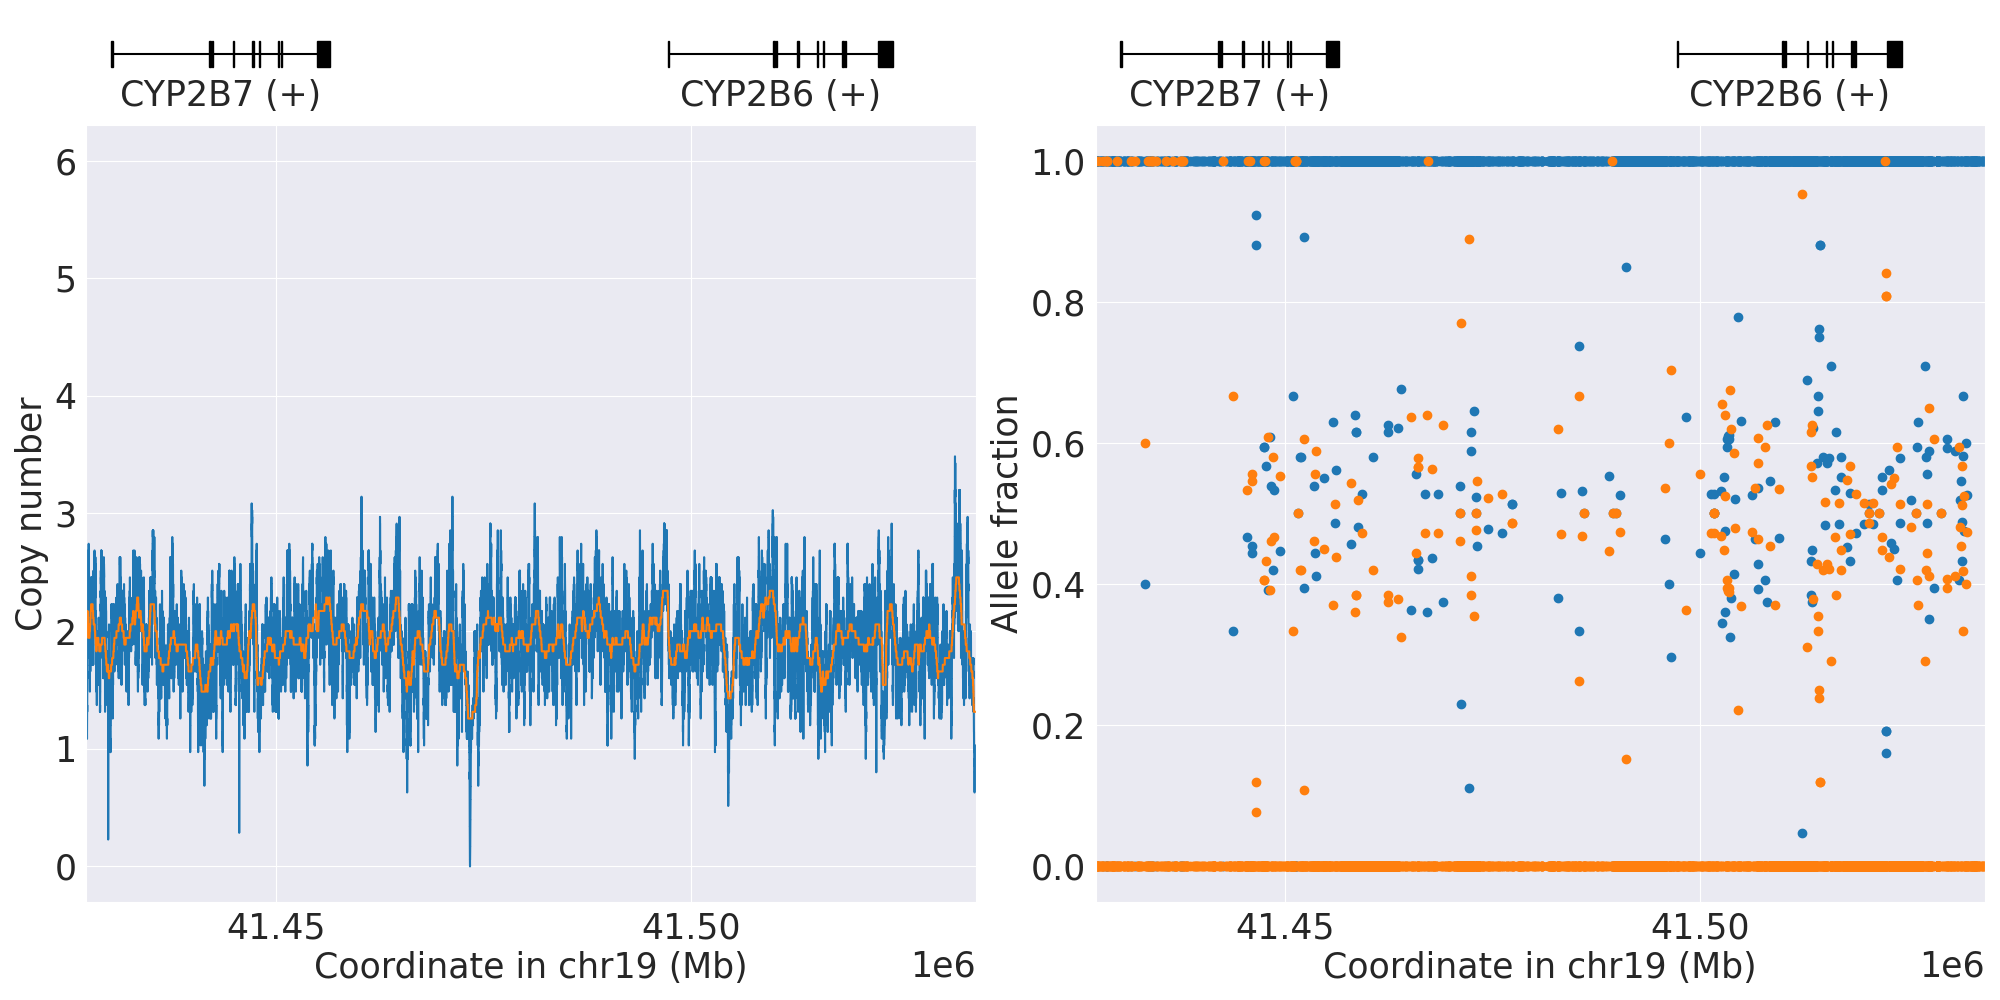 CYP2B7 (+) CYP2B6 (+)
6
5
4
3
2
1
0
Copy number
41.45 41.50
Coordinate in chr19 (Mb) 1e6
CYP2B7 (+) CYP2B6 (+)
1.0
0.8
0.6
0.4
0.2
0.0
Allele fraction
41.45 41.50
Coordinate in chr19 (Mb) 1e6